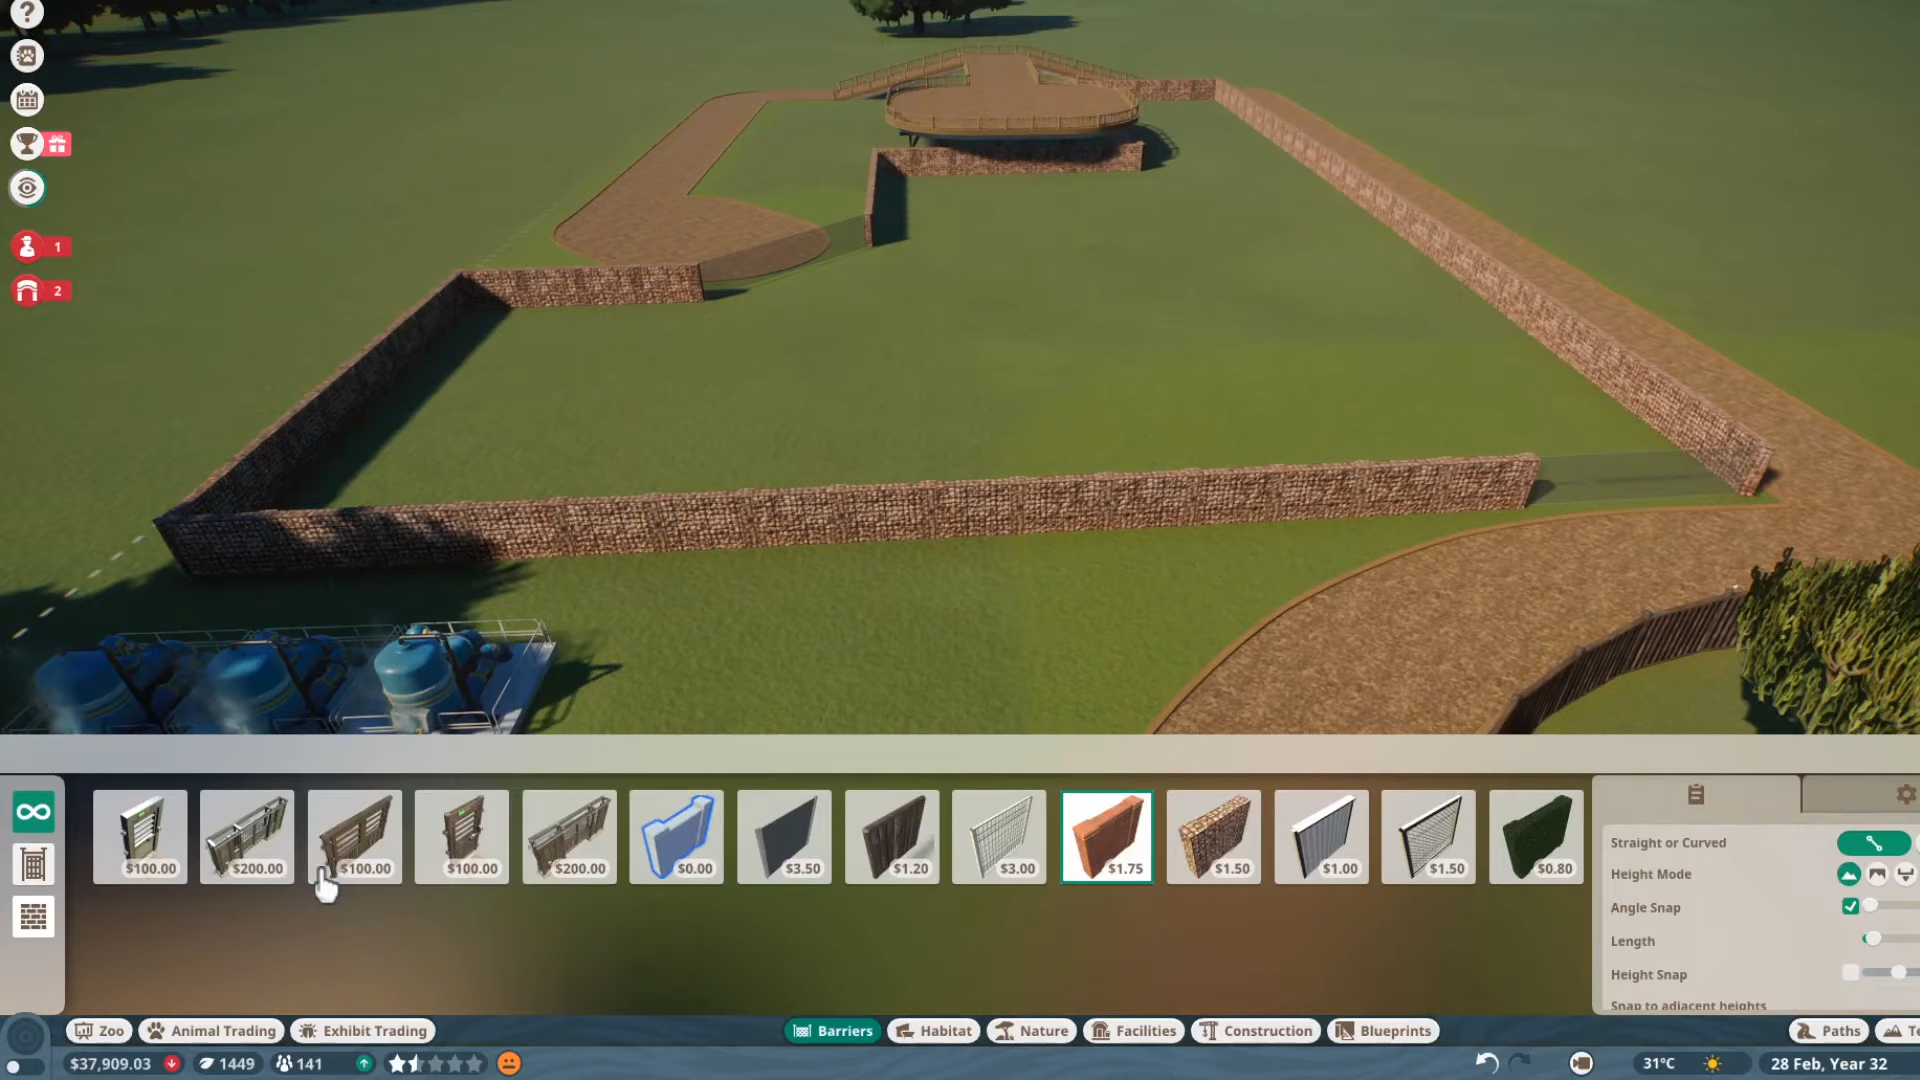 ?
1
2
$100.00 $200.00 $100.00 $100.00 $200.00 $0.00 $3.50 $1.20 $3.00 $1.75 $1.50 $1.00 $1.50 $0.80
Straight or Curved
Height Mode
Angle Snap
Length
Height Snap
Snap to adjacent heights
Zoo Animal Trading Exhibit Trading Barriers Habitat Nature Facilities Construction Blueprints Paths Te
$37,909.03 1449 141 31°C 28 Feb, Year 32